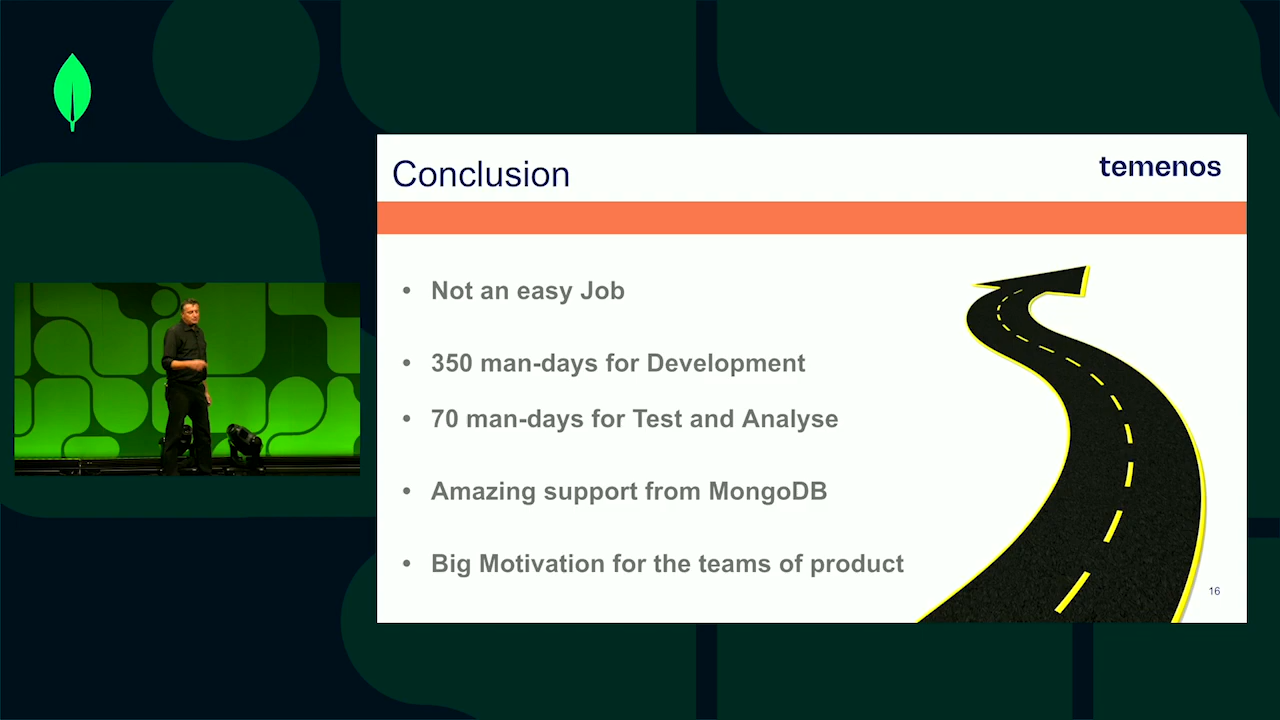 Conclusion
temenos
• Not an easy Job
• 350 man-days for Development
• 70 man-days for Test and Analyse
• Amazing support from MongoDB
• Big Motivation for the teams of product
16